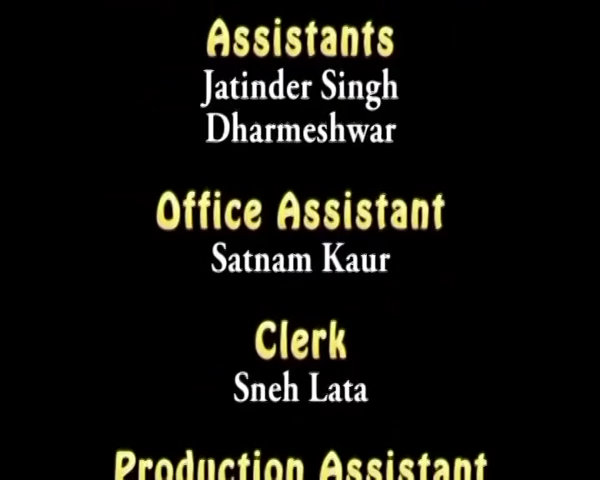 Assistants
Jatinder Singh
Dharmeshwar
Office Assistant
Satnam Kaur
Clerk
Sneh Lata
Production Assistant